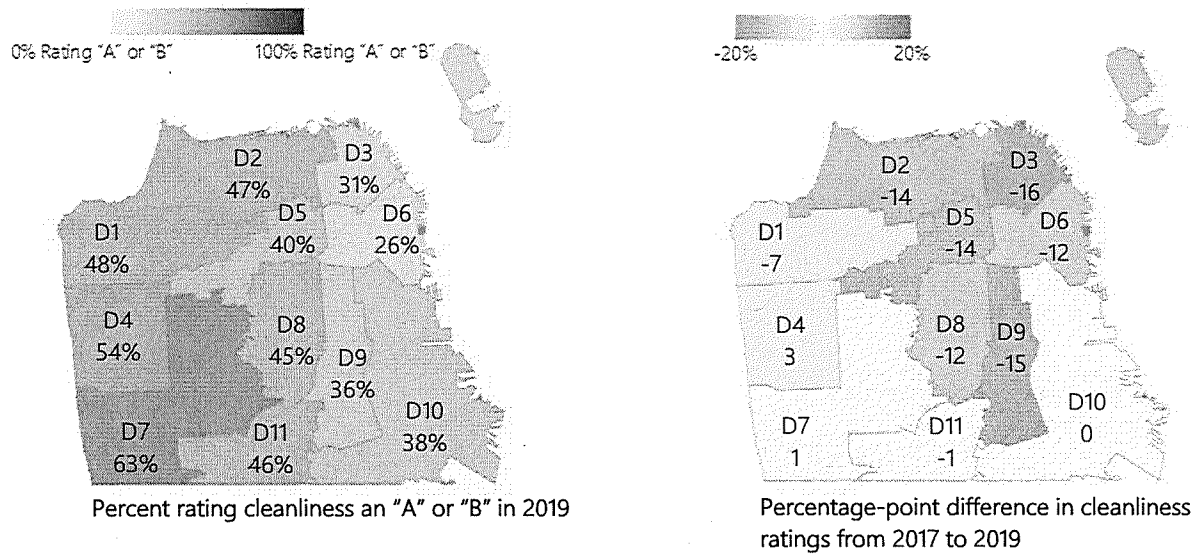 0% Rating "A" or "B"
100% Rating "A" or "B"
D2
47%
D3
31%
D5
40%
D6
26%
D1
48%
D4
54%
D8
45%
D9
36%
D10
38%
D7
63%
D11
46%
Percent rating cleanliness an "A" or "B" in 2019
-20%
20%
D2
-14
D3
-16
D5
-14
D6
-12
D1
-7
D4
3
D8
-12
D9
-15
D10
0
D7
1
D11
-1
Percentage-point difference in cleanliness
ratings from 2017 to 2019